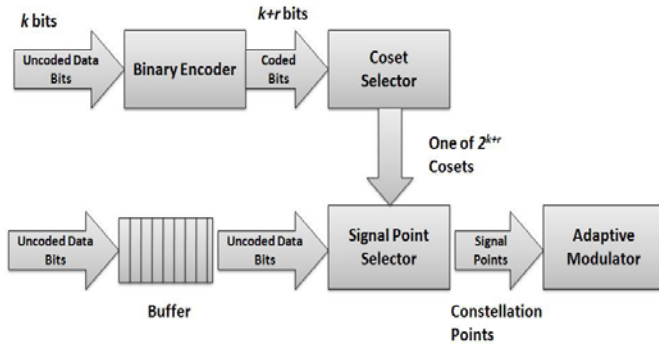 k bits
k+r bits
Uncoded Data
Bits
Binary Encoder
Coded
Bits
Coset
Selector
One of 2^{k+r}
Cosets
Uncoded Data
Bits
Uncoded Data
Bits
Signal Point
Selector
Signal
Points
Adaptive
Modulator
Buffer
Constellation
Points